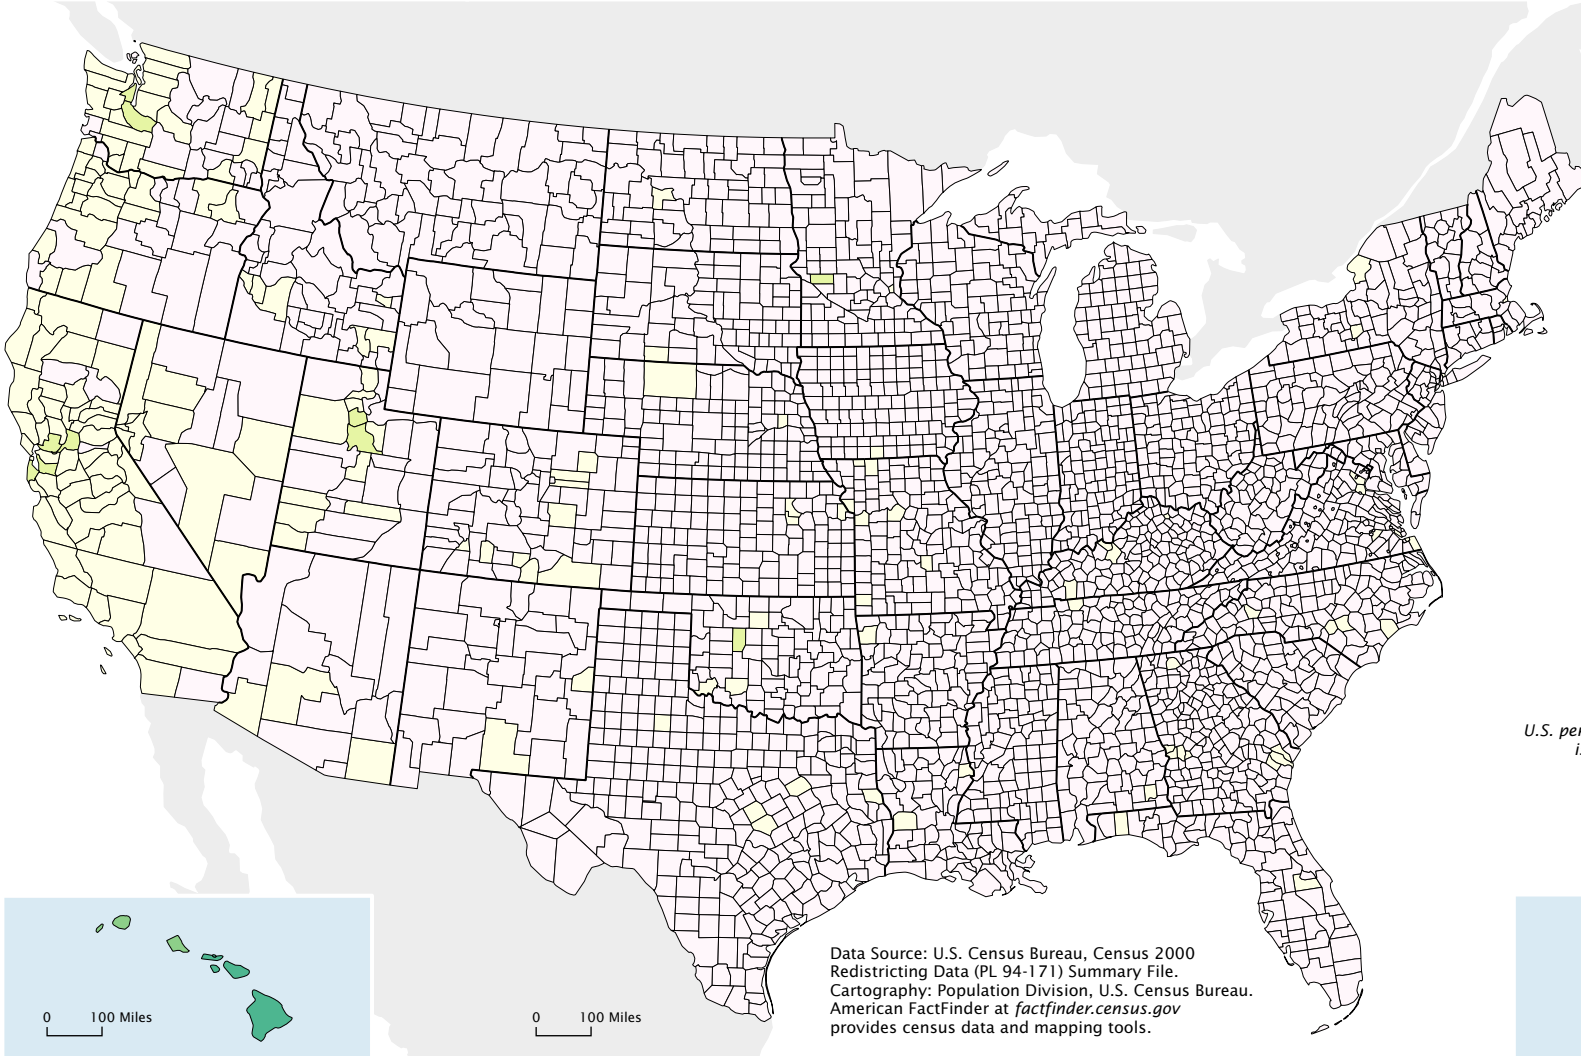 U.S. per
i
Data Source: U.S. Census Bureau, Census 2000
Redistricting Data (PL 94-171) Summary File.
Cartography: Population Division, U.S. Census Bureau.
American FactFinder at factfinder.census.gov
provides census data and mapping tools.
0 100 Miles
0 100 Miles